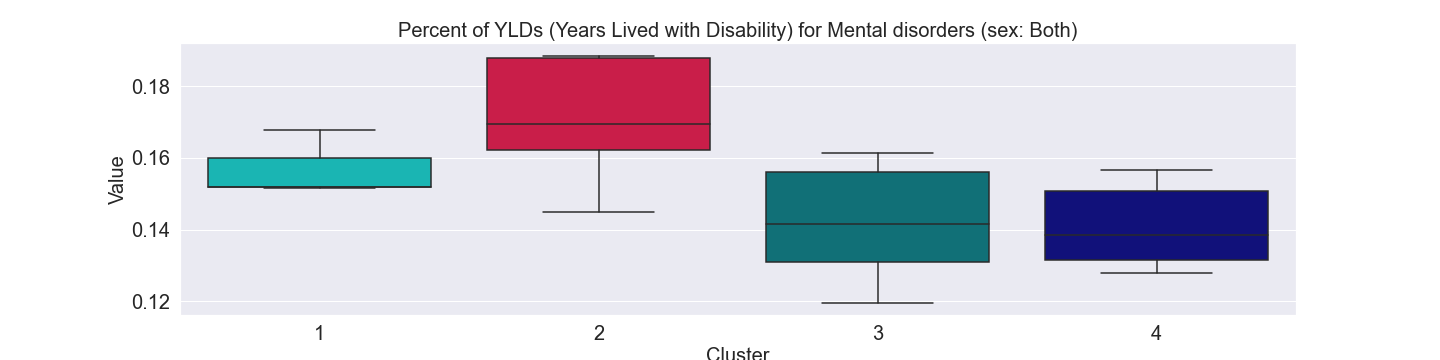 Percent of YLDs (Years Lived with Disability) for Mental disorders (sex: Both)
0.18
0.16
0.14
0.12
Value
1 2 3 4
Cluster